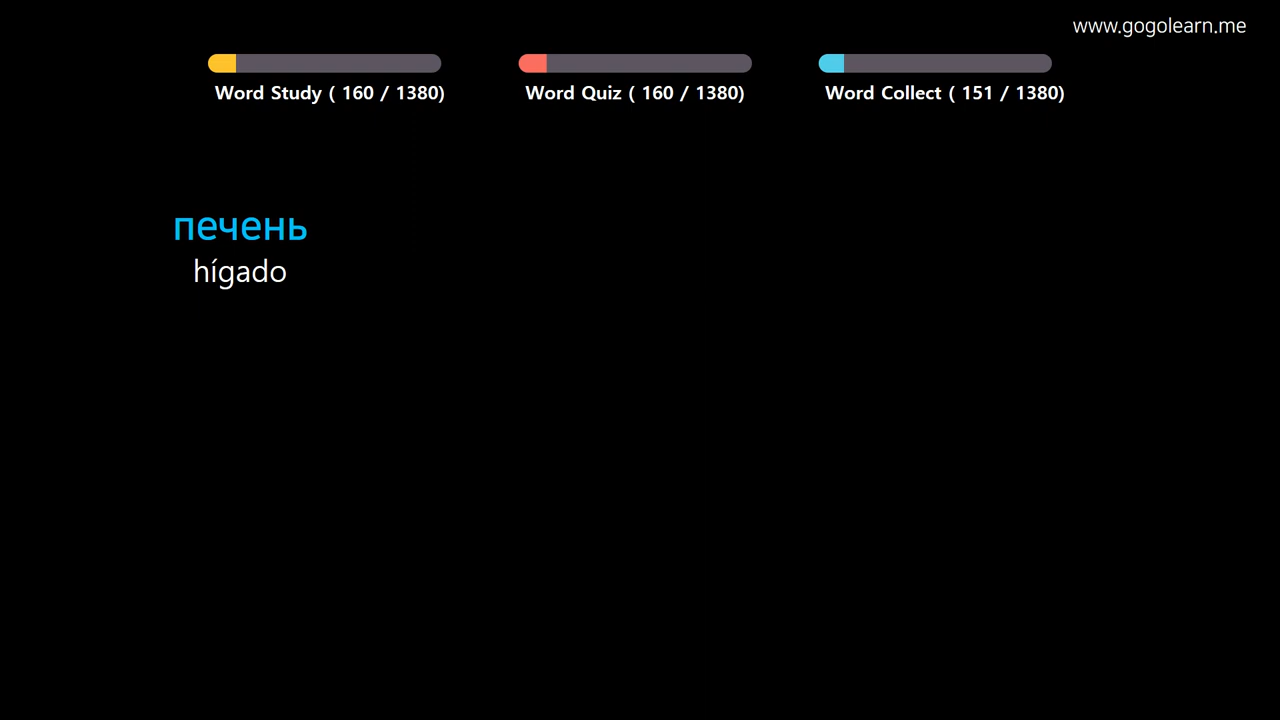 www.gogolearn.me
Word Study ( 160 / 1380)
Word Quiz ( 160 / 1380)
Word Collect ( 151 / 1380)
печень
hígado